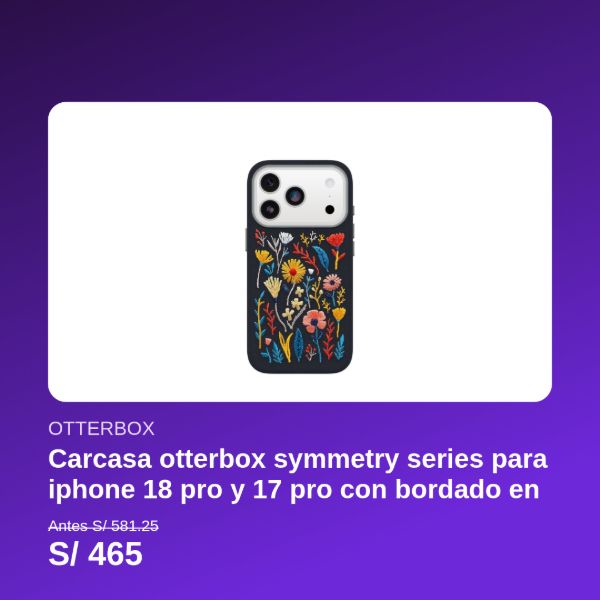 OTTERBOX
Carcasa otterbox symmetry series para
iphone 18 pro y 17 pro con bordado en
Antes S/ 581.25
S/ 465